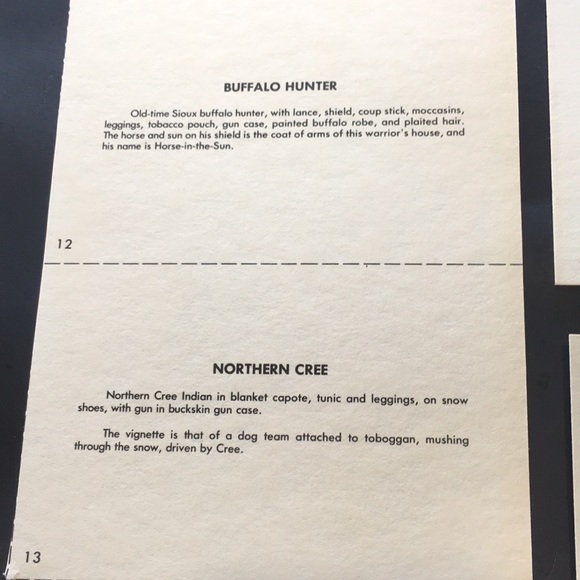 BUFFALO HUNTER
Old-time Sioux buffalo hunter, with lance, shield, coup stick, moccasins,
leggings, tobacco pouch, gun case, painted buffalo robe, and plaited hair.
The horse and sun on his shield is the coat of arms of this warrior's house, and
his name is Horse-in-the-Sun.
12
NORTHERN CREE
Northern Cree Indian in blanket capote, tunic and leggings, on snow
shoes, with gun in buckskin gun case.
The vignette is that of a dog team attached to toboggan, mushing
through the snow, driven by Cree.
13